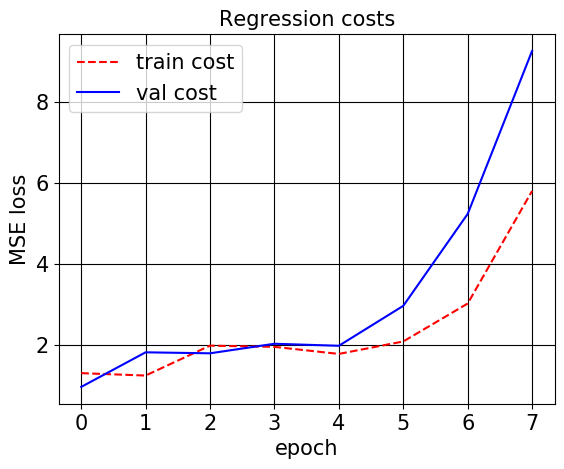 Regression costs
train cost
val cost
MSE loss
8
6
4
2
0 1 2 3 4 5 6 7
epoch